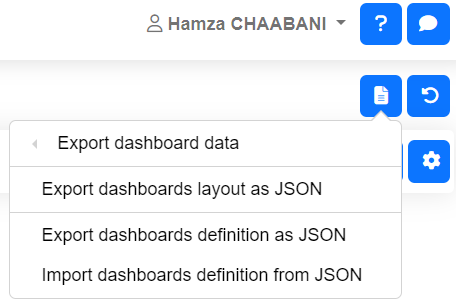 Hamza CHAABANI
?
Export dashboard data
Export dashboards layout as JSON
Export dashboards definition as JSON
Import dashboards definition from JSON